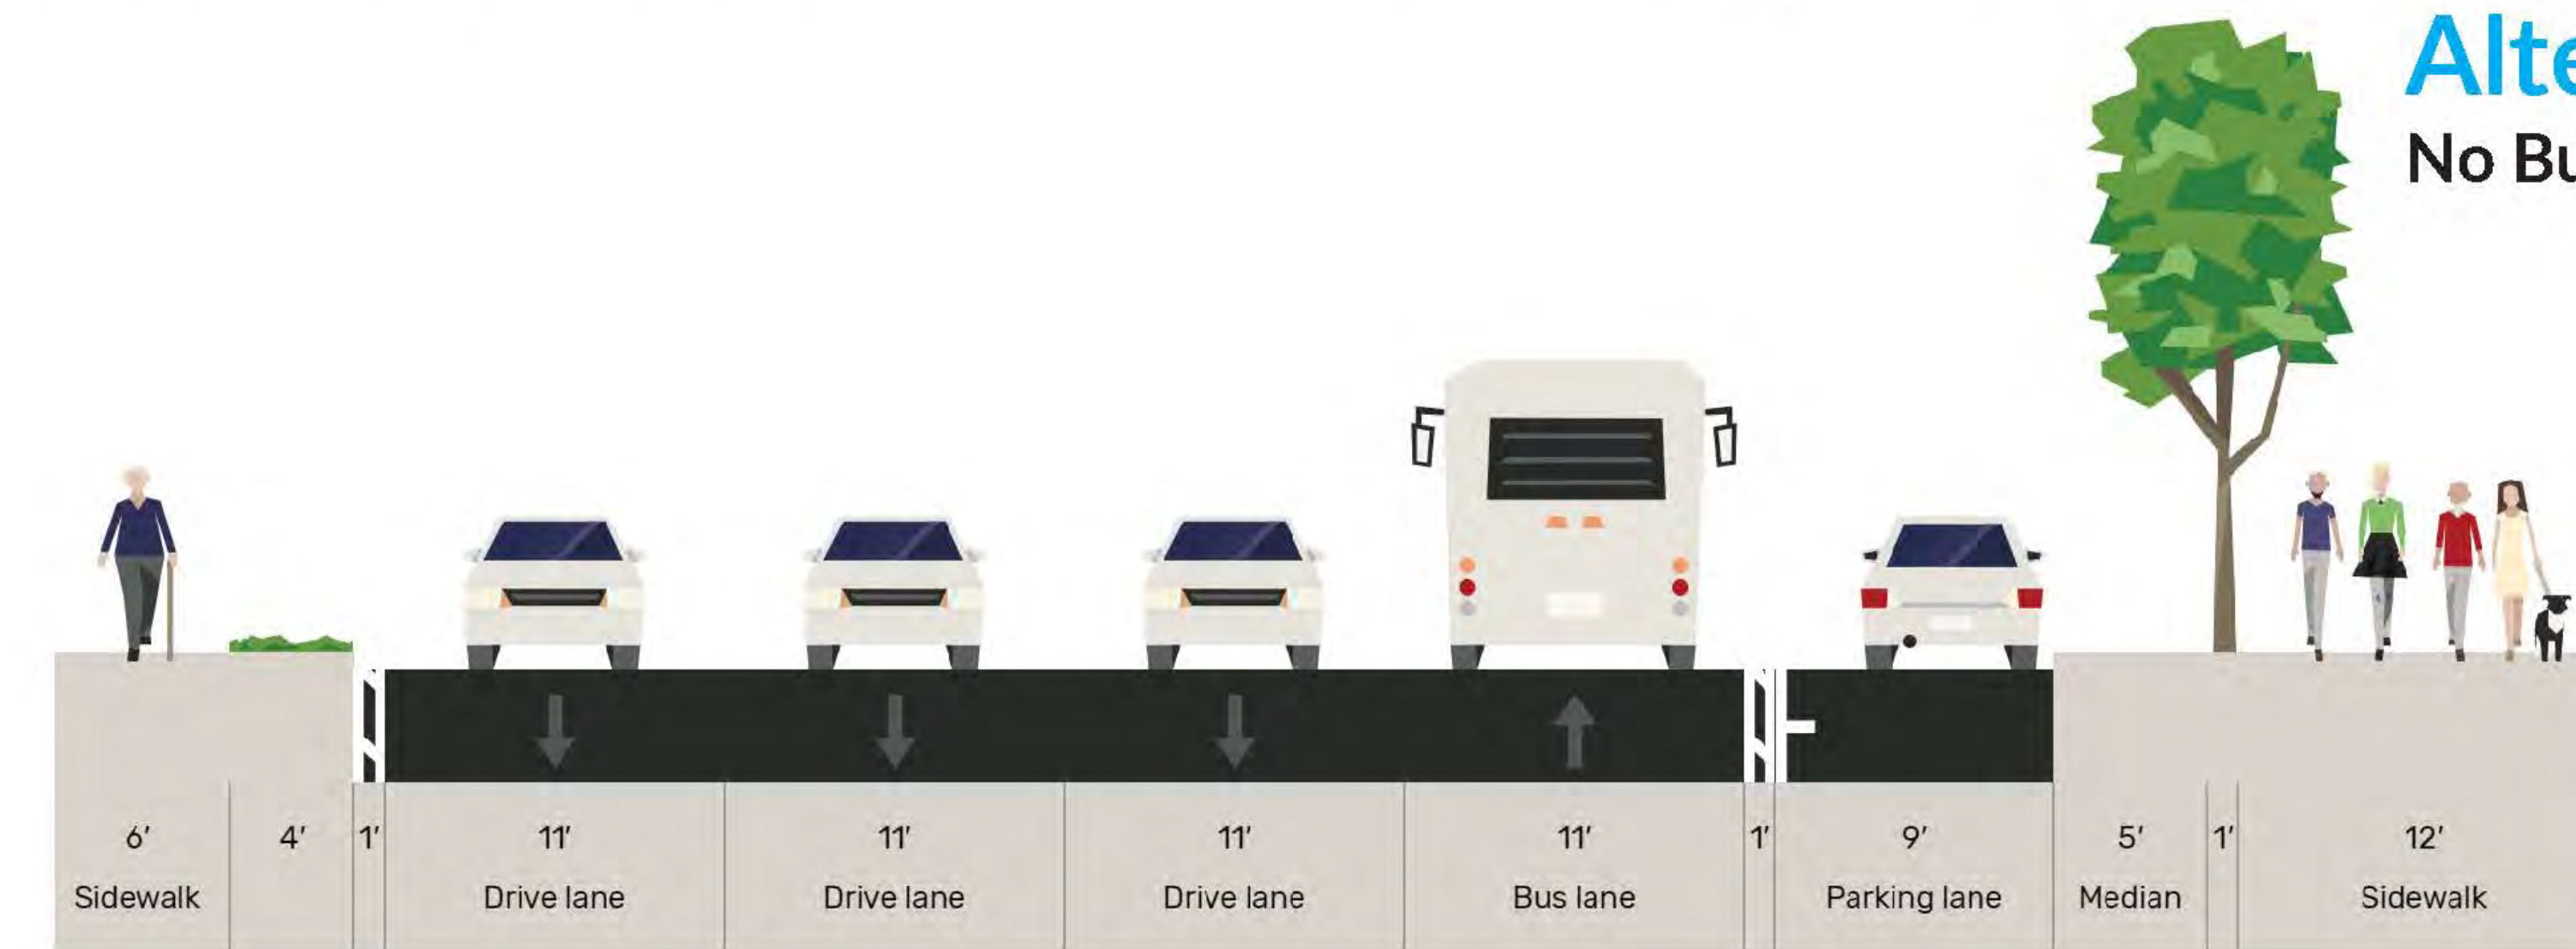 Alte
No Bu
6' 4' 1' 11' 11' 11' 11' 1' 9' 5' 1' 12'
Sidewalk Drive lane Drive lane Drive lane Bus lane Parking lane Median Sidewalk